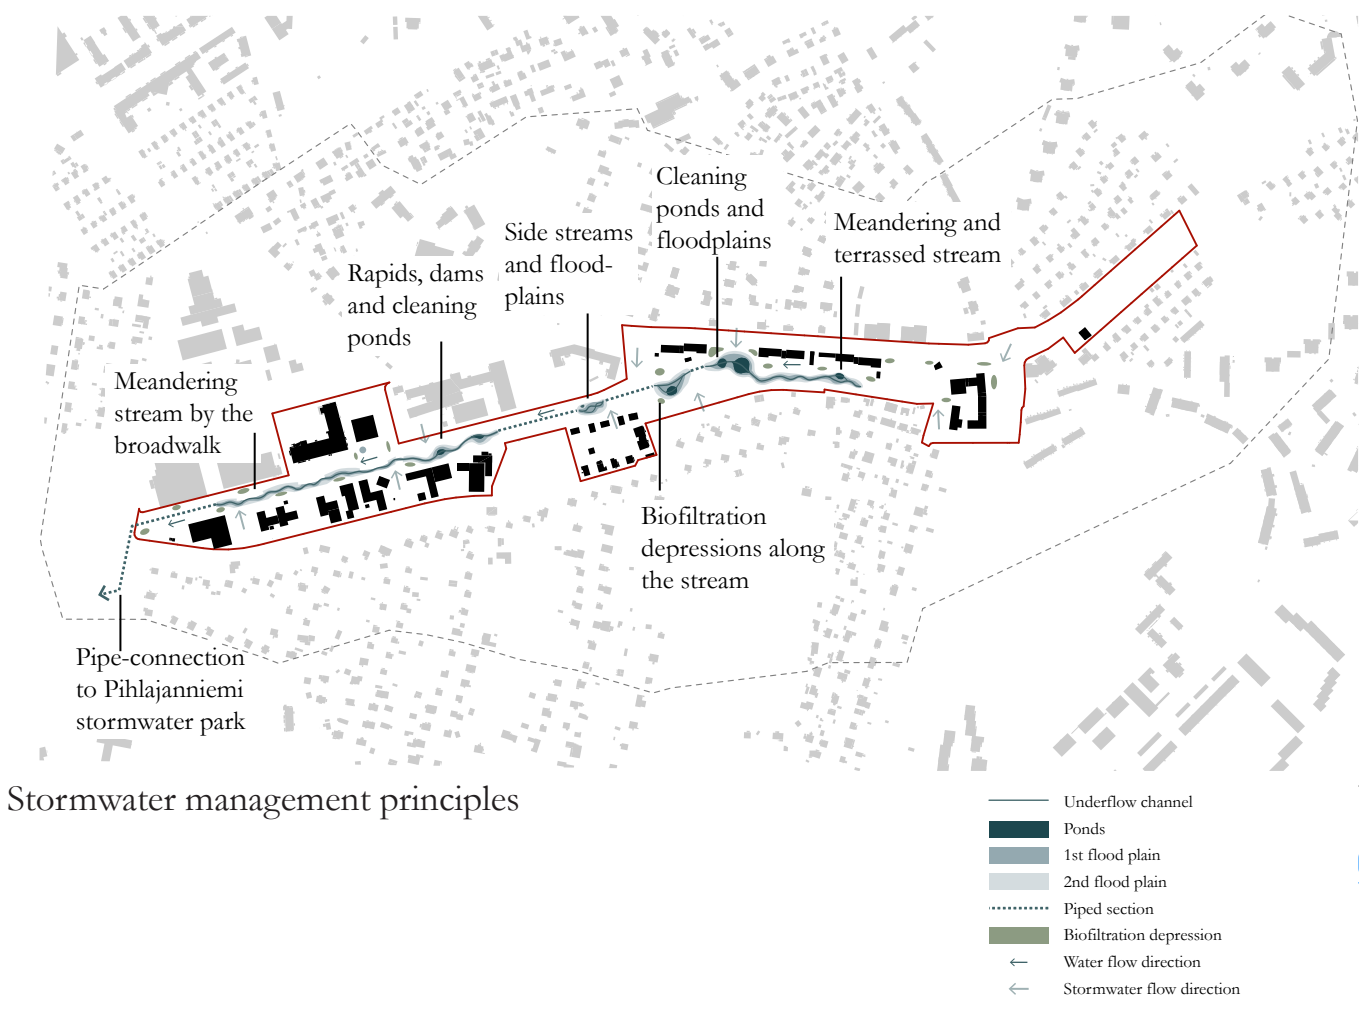 Cleaning
ponds and
floodplains
Meandering and
terrassed stream
Side streams
and flood-
plains
Rapids, dams
and cleaning
ponds
Meandering
stream by the
broadwalk
Biofiltration
depressions along
the stream
Pipe-connection
to Pihlajanniemi
stormwater park
Stormwater management principles
Underflow channel
Ponds
1st flood plain
2nd flood plain
Piped section
Biofiltration depression
Water flow direction
Stormwater flow direction